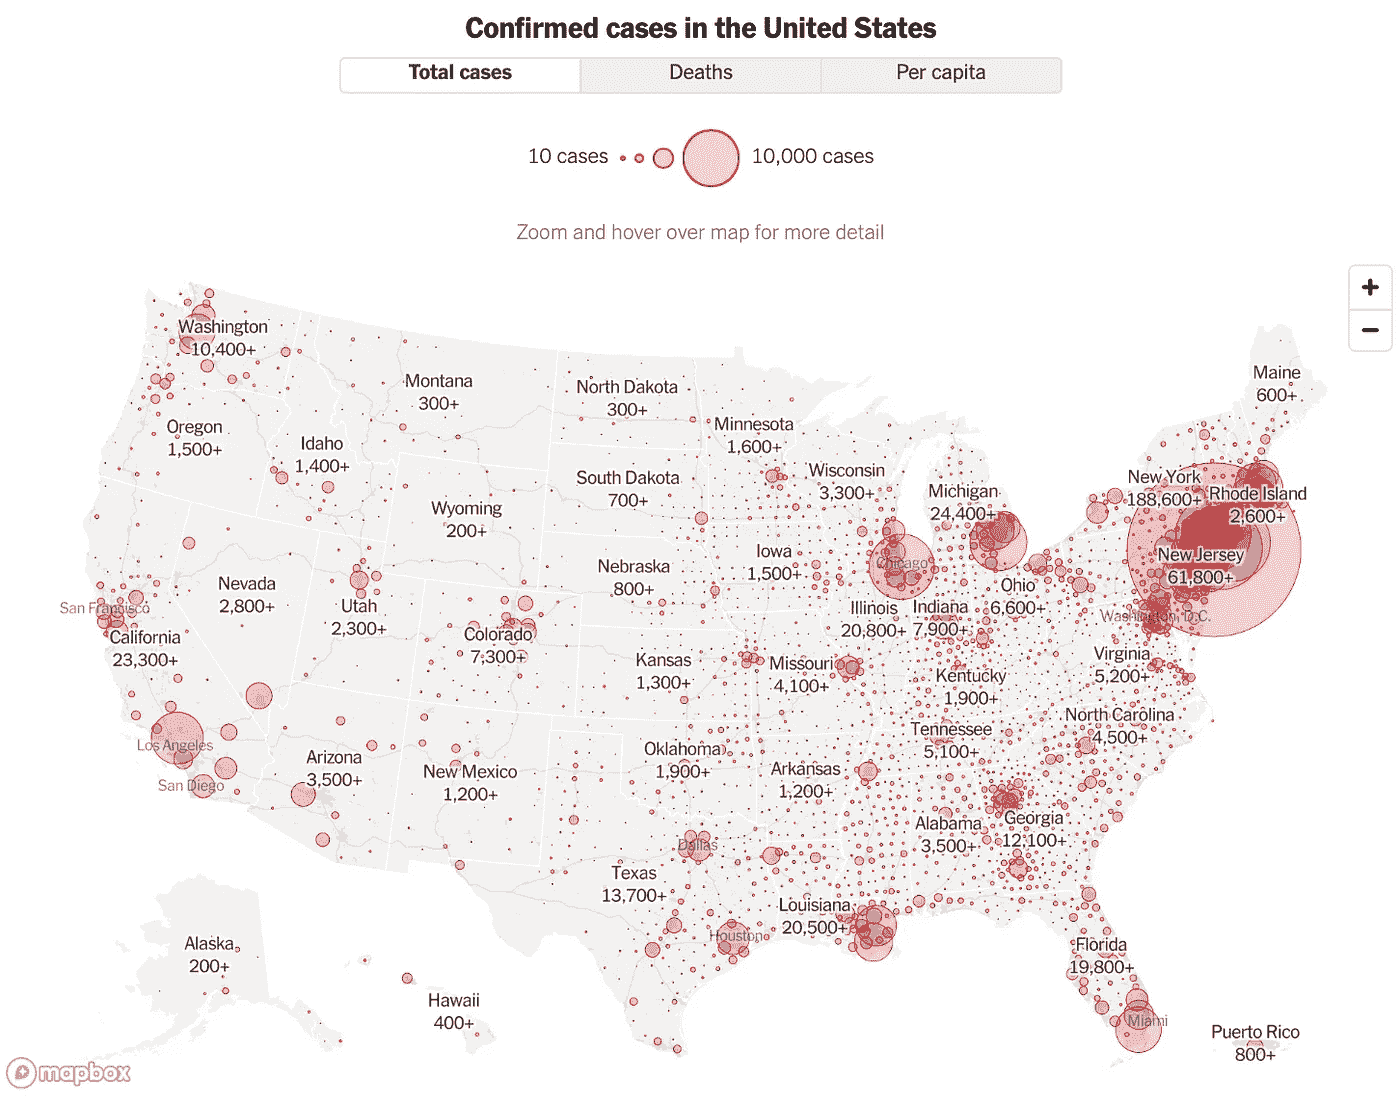 Confirmed cases in the United States
Total cases
Deaths
Per capita
10 cases
10,000 cases
Zoom and hover over map for more detail
+
−
Washington
10,400+
Montana
300+
North Dakota
300+
Minnesota
1,600+
Maine
600+
Oregon
1,500+
Idaho
1,400+
South Dakota
700+
Wisconsin
3,300+
Michigan
24,400+
New York
188,600+
Rhode Island
2,600+
Wyoming
200+
Nebraska
800+
Iowa
1,500+
Chicago
New Jersey
61,800+
Nevada
2,800+
Utah
2,300+
Colorado
7,300+
Illinois
20,800+
Indiana
7,900+
Ohio
6,600+
Washington, D.C.
San Francisco
California
23,300+
Kansas
1,300+
Missouri
4,100+
Kentucky
1,900+
Virginia
5,200+
Los Angeles
San Diego
Arizona
3,500+
New Mexico
1,200+
Oklahoma
1,900+
Arkansas
1,200+
Tennessee
5,100+
North Carolina
4,500+
Alabama
3,500+
Georgia
12,100+
Dallas
Texas
13,700+
Louisiana
20,500+
Houston
Florida
19,800+
Miami
Alaska
200+
Hawaii
400+
Puerto Rico
800+
mapbox